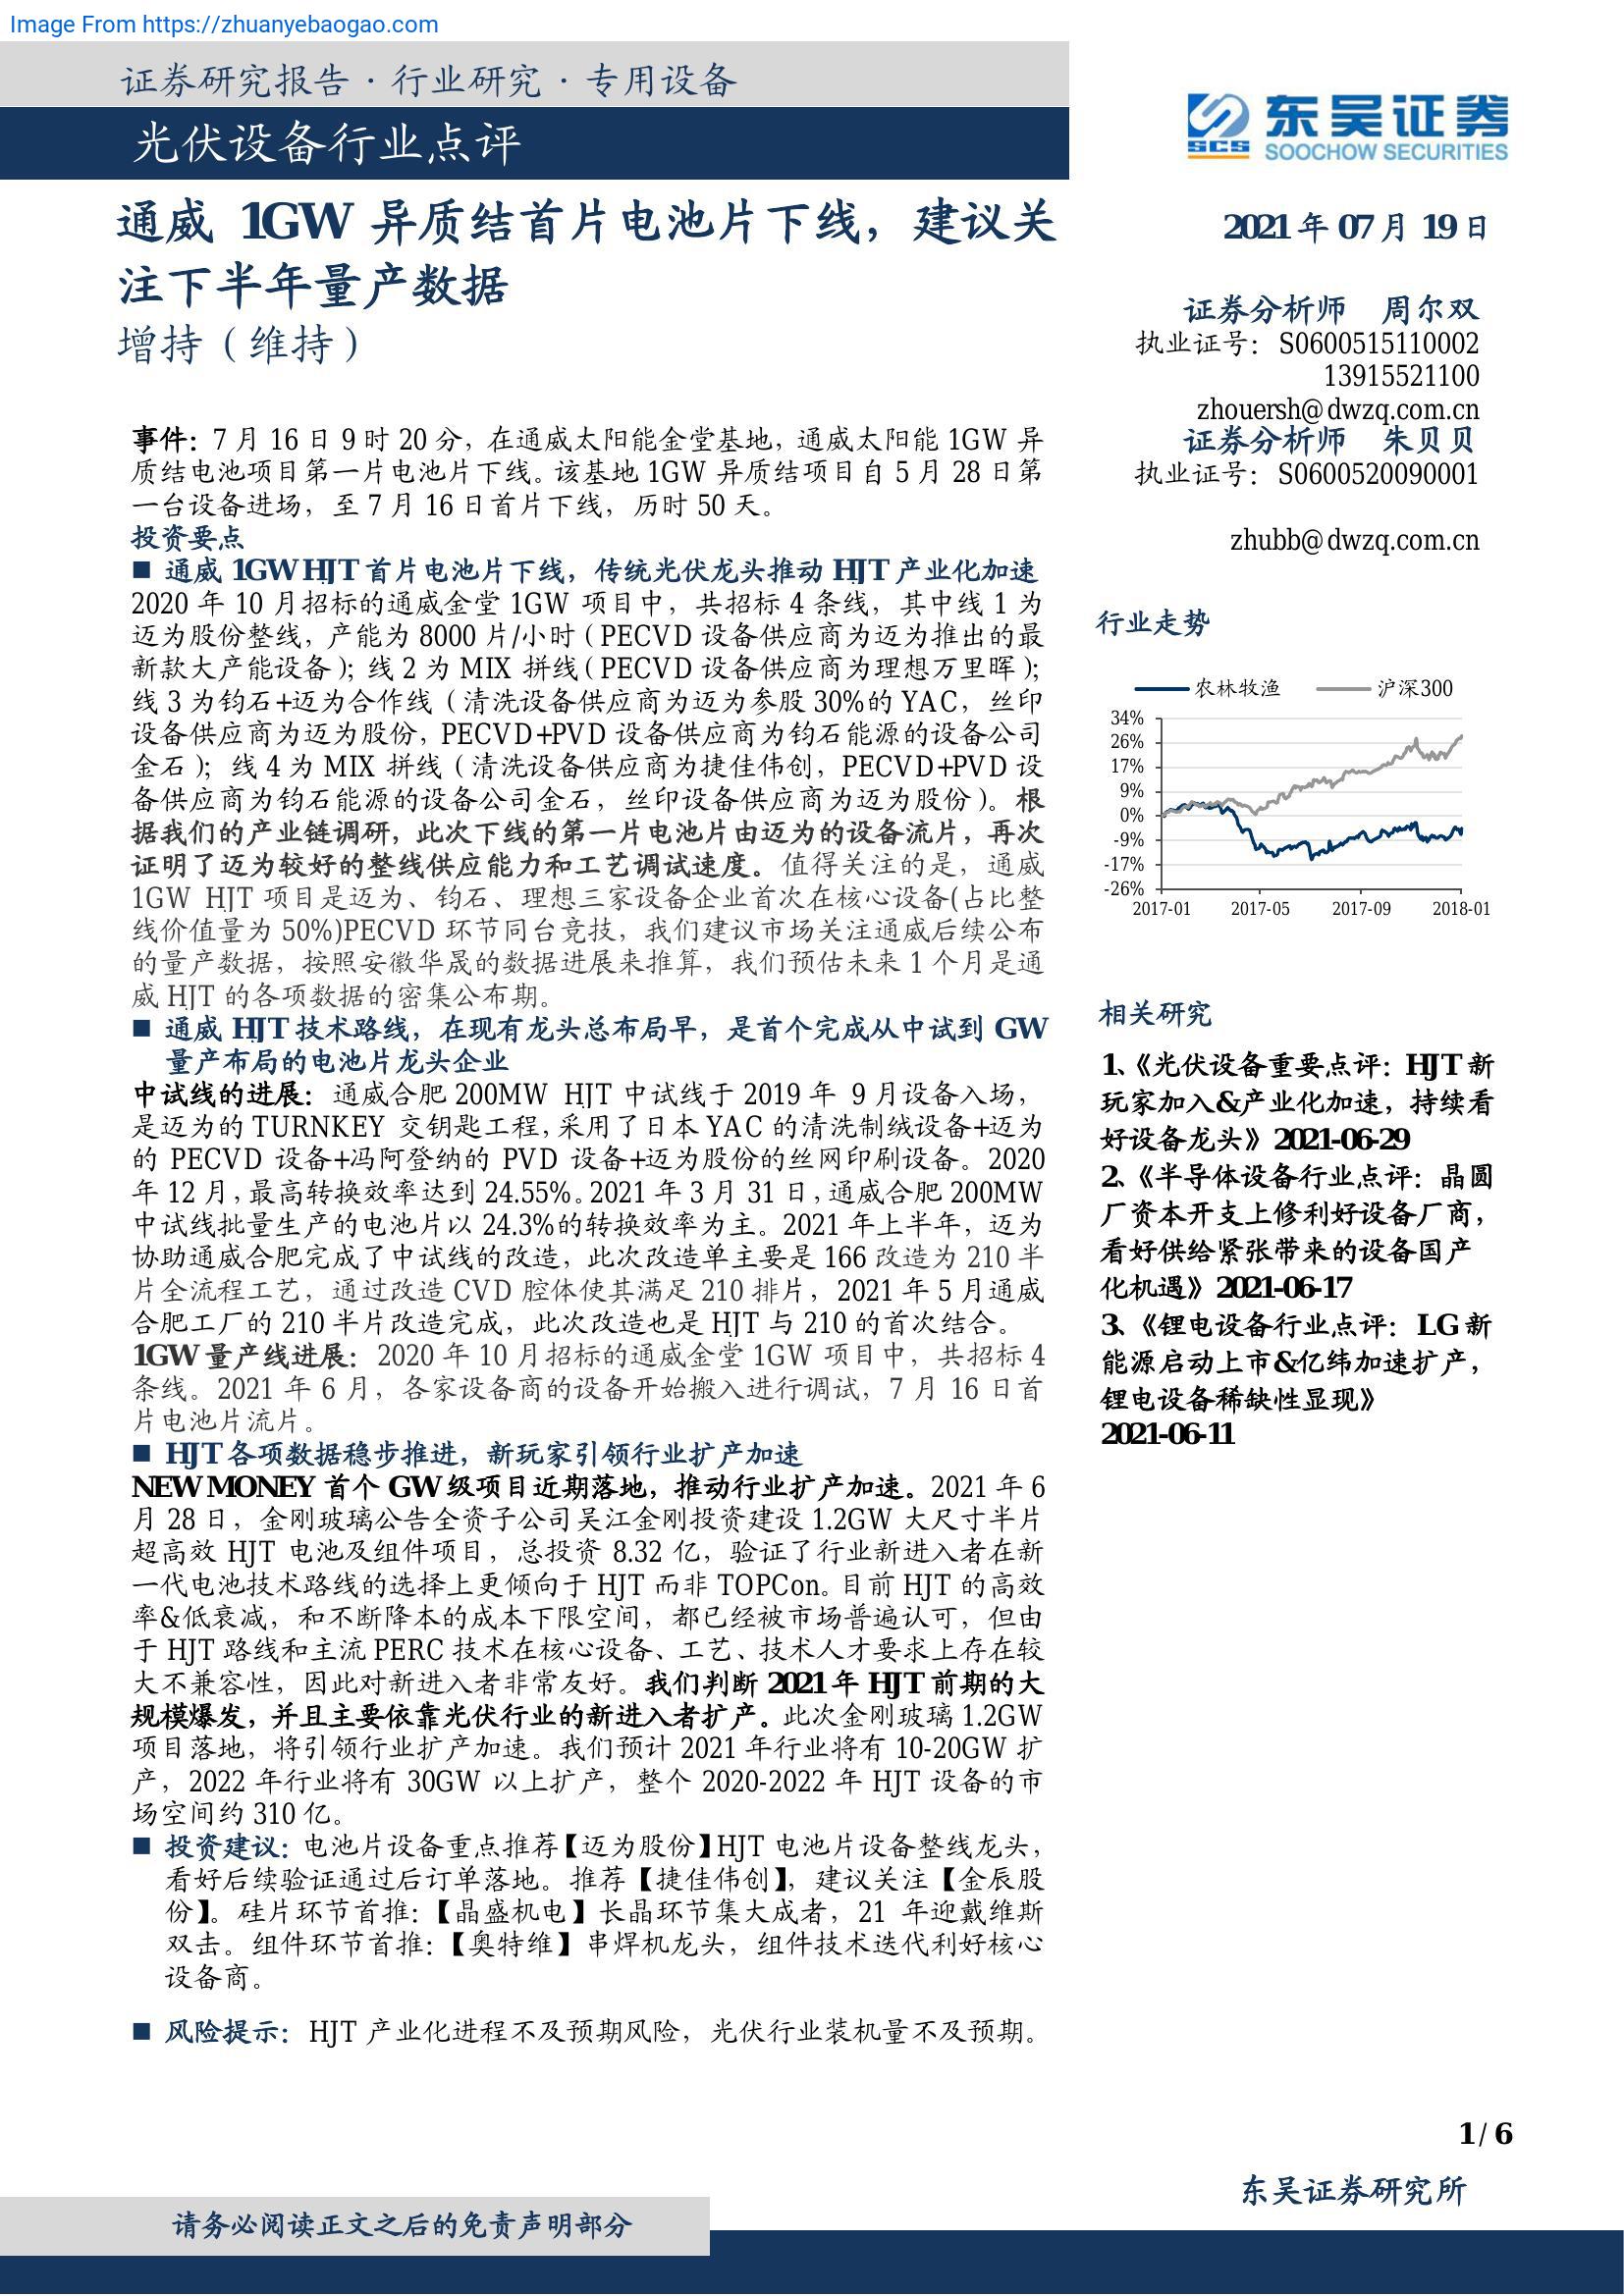 Image From https://zhuanyebaogao.com
证券研究报告·行业研究·专用设备
光伏设备行业点评
东吴证券
SCS
SOOCHOW SECURITIES
通威 1GW 异质结首片电池片下线，建议关
注下半年量产数据
增持（维持）
2021 年 07 月 19 日
证券分析师 周尔双
执业证号：S0600515110002
13915521100
zhouersh@dwzq.com.cn
证券分析师 朱贝贝
执业证号：S0600520090001
zhubb@dwzq.com.cn
事件：7 月 16 日 9 时 20 分，在通威太阳能金堂基地，通威太阳能 1GW 异
质结电池项目第一片电池片下线。该基地 1GW 异质结项目自 5 月 28 日第
一台设备进场，至 7 月 16 日首片下线，历时 50 天。
投资要点
■ 通威 1GW HJT 首片电池片下线，传统光伏龙头推动 HJT 产业化加速
2020 年 10 月招标的通威金堂 1GW 项目中，共招标 4 条线，其中线 1 为
迈为股份整线，产能为 8000 片/小时（PECVD 设备供应商为迈为推出的最
新款大产能设备）；线 2 为 MIX 拼线（PECVD 设备供应商为理想万里晖）；
线 3 为钧石+迈为合作线（清洗设备供应商为迈为参股 30%的 YAC，丝印
设备供应商为迈为股份，PECVD+PVD 设备供应商为钧石能源的设备公司
金石）；线 4 为 MIX 拼线（清洗设备供应商为捷佳伟创，PECVD+PVD 设
备供应商为钧石能源的设备公司金石，丝印设备供应商为迈为股份）。根
据我们的产业链调研，此次下线的第一片电池片由迈为的设备流片，再次
证明了迈为较好的整线供应能力和工艺调试速度。值得关注的是，通威
1GW HJT 项目是迈为、钧石、理想三家设备企业首次在核心设备(占比整
线价值量为 50%)PECVD 环节同台竞技，我们建议市场关注通威后续公布
的量产数据，按照安徽华晟的数据进展来推算，我们预估未来 1 个月是通
威 HJT 的各项数据的密集公布期。
■ 通威 HJT 技术路线，在现有龙头总布局早，是首个完成从中试到 GW
量产布局的电池片龙头企业
中试线的进展：通威合肥 200MW HJT 中试线于 2019 年 9 月设备入场，
是迈为的 TURNKEY 交钥匙工程，采用了日本 YAC 的清洗制绒设备+迈为
的 PECVD 设备+冯阿登纳的 PVD 设备+迈为股份的丝网印刷设备。2020
年 12 月，最高转换效率达到 24.55%。2021 年 3 月 31 日，通威合肥 200MW
中试线批量生产的电池片以 24.3%的转换效率为主。2021 年上半年，迈为
协助通威合肥完成了中试线的改造，此次改造单主要是 166 改造为 210 半
片全流程工艺，通过改造 CVD 腔体使其满足 210 排片，2021 年 5 月通威
合肥工厂的 210 半片改造完成，此次改造也是 HJT 与 210 的首次结合。
1GW 量产线进展：2020 年 10 月招标的通威金堂 1GW 项目中，共招标 4
条线。2021 年 6 月，各家设备商的设备开始搬入进行调试，7 月 16 日首
片电池片流片。
■ HJT 各项数据稳步推进，新玩家引领行业扩产加速
NEW MONEY 首个 GW 级项目近期落地，推动行业扩产加速。2021 年 6
月 28 日，金刚玻璃公告全资子公司吴江金刚投资建设 1.2GW 大尺寸半片
超高效 HJT 电池及组件项目，总投资 8.32 亿，验证了行业新进入者在新
一代电池技术路线的选择上更倾向于 HJT 而非 TOPCon。目前 HJT 的高效
率&低衰减，和不断降本的成本下限空间，都已经被市场普遍认可，但由
于 HJT 路线和主流 PERC 技术在核心设备、工艺、技术人才要求上存在较
大不兼容性，因此对新进入者非常友好。我们判断 2021 年 HJT 前期的大
规模爆发，并且主要依靠光伏行业的新进入者扩产。此次金刚玻璃 1.2GW
项目落地，将引领行业扩产加速。我们预计 2021 年行业将有 10-20GW 扩
产，2022 年行业将有 30GW 以上扩产，整个 2020-2022 年 HJT 设备的市
场空间约 310 亿。
■ 投资建议：电池片设备重点推荐【迈为股份】HJT 电池片设备整线龙头，
看好后续验证通过后订单落地。推荐【捷佳伟创】，建议关注【金辰股
份】。硅片环节首推：【晶盛机电】长晶环节集大成者，21 年迎戴维斯
双击。组件环节首推：【奥特维】串焊机龙头，组件技术迭代利好核心
设备商。
■ 风险提示：HJT 产业化进程不及预期风险，光伏行业装机量不及预期。
行业走势
农林牧渔 沪深300
34%
26%
17%
9%
0%
-9%
-17%
-26%
2017-01 2017-05 2017-09 2018-01
相关研究
1、《光伏设备重要点评：HJT 新
玩家加入&产业化加速，持续看
好设备龙头》2021-06-29
2、《半导体设备行业点评：晶圆
厂资本开支上修利好设备厂商，
看好供给紧张带来的设备国产
化机遇》2021-06-17
3、《锂电设备行业点评：LG 新
能源启动上市&亿纬加速扩产，
锂电设备稀缺性显现》
2021-06-11
1 / 6
东吴证券研究所
请务必阅读正文之后的免责声明部分